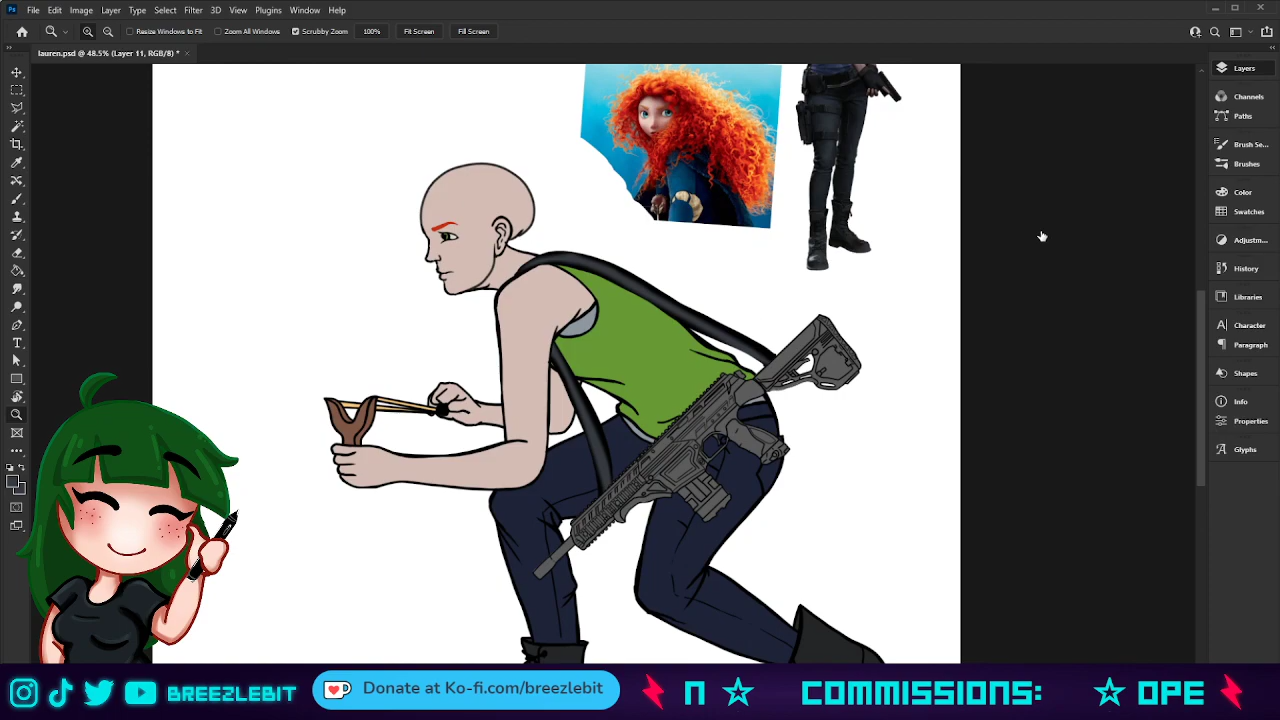 Ps File Edit Image Layer Type Select Filter 3D View Plugins Window Help
Resize Windows to Fit Zoom All Windows Scrubby Zoom 100% Fit Screen Fill Screen
lauren.psd @ 48.5% (Layer 11, RGB/8) * ×
Layers
Channels
Paths
Brush Se...
Brushes
Color
Swatches
Adjustm...
History
Libraries
Character
Paragraph
Shapes
Info
Properties
Glyphs
BREEZLEBIT Donate at Ko-fi.com/breezlebit N COMMISSIONS: OPE